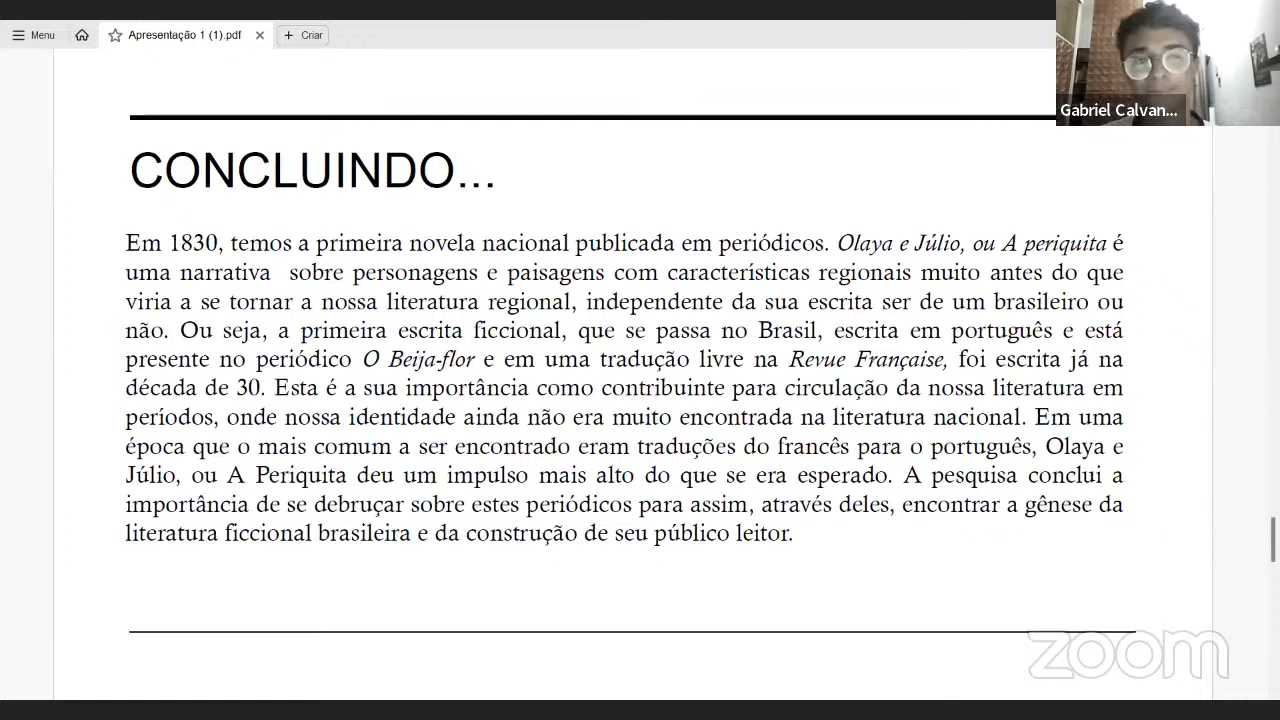 Menu
Apresentação 1 (1).pdf
Criar
Gabriel Calvan...
CONCLUINDO...
Em 1830, temos a primeira novela nacional publicada em periódicos. Olaya e Júlio, ou A periquita é
uma narrativa sobre personagens e paisagens com características regionais muito antes do que
viria a se tornar a nossa literatura regional, independente da sua escrita ser de um brasileiro ou
não. Ou seja, a primeira escrita ficcional, que se passa no Brasil, escrita em português e está
presente no periódico O Beija-flor e em uma tradução livre na Revue Française, foi escrita já na
década de 30. Esta é a sua importância como contribuinte para circulação da nossa literatura em
períodos, onde nossa identidade ainda não era muito encontrada na literatura nacional. Em uma
época que o mais comum a ser encontrado eram traduções do francês para o português, Olaya e
Júlio, ou A Periquita deu um impulso mais alto do que se era esperado. A pesquisa conclui a
importância de se debruçar sobre estes periódicos para assim, através deles, encontrar a gênese da
literatura ficcional brasileira e da construção de seu público leitor.
zoom